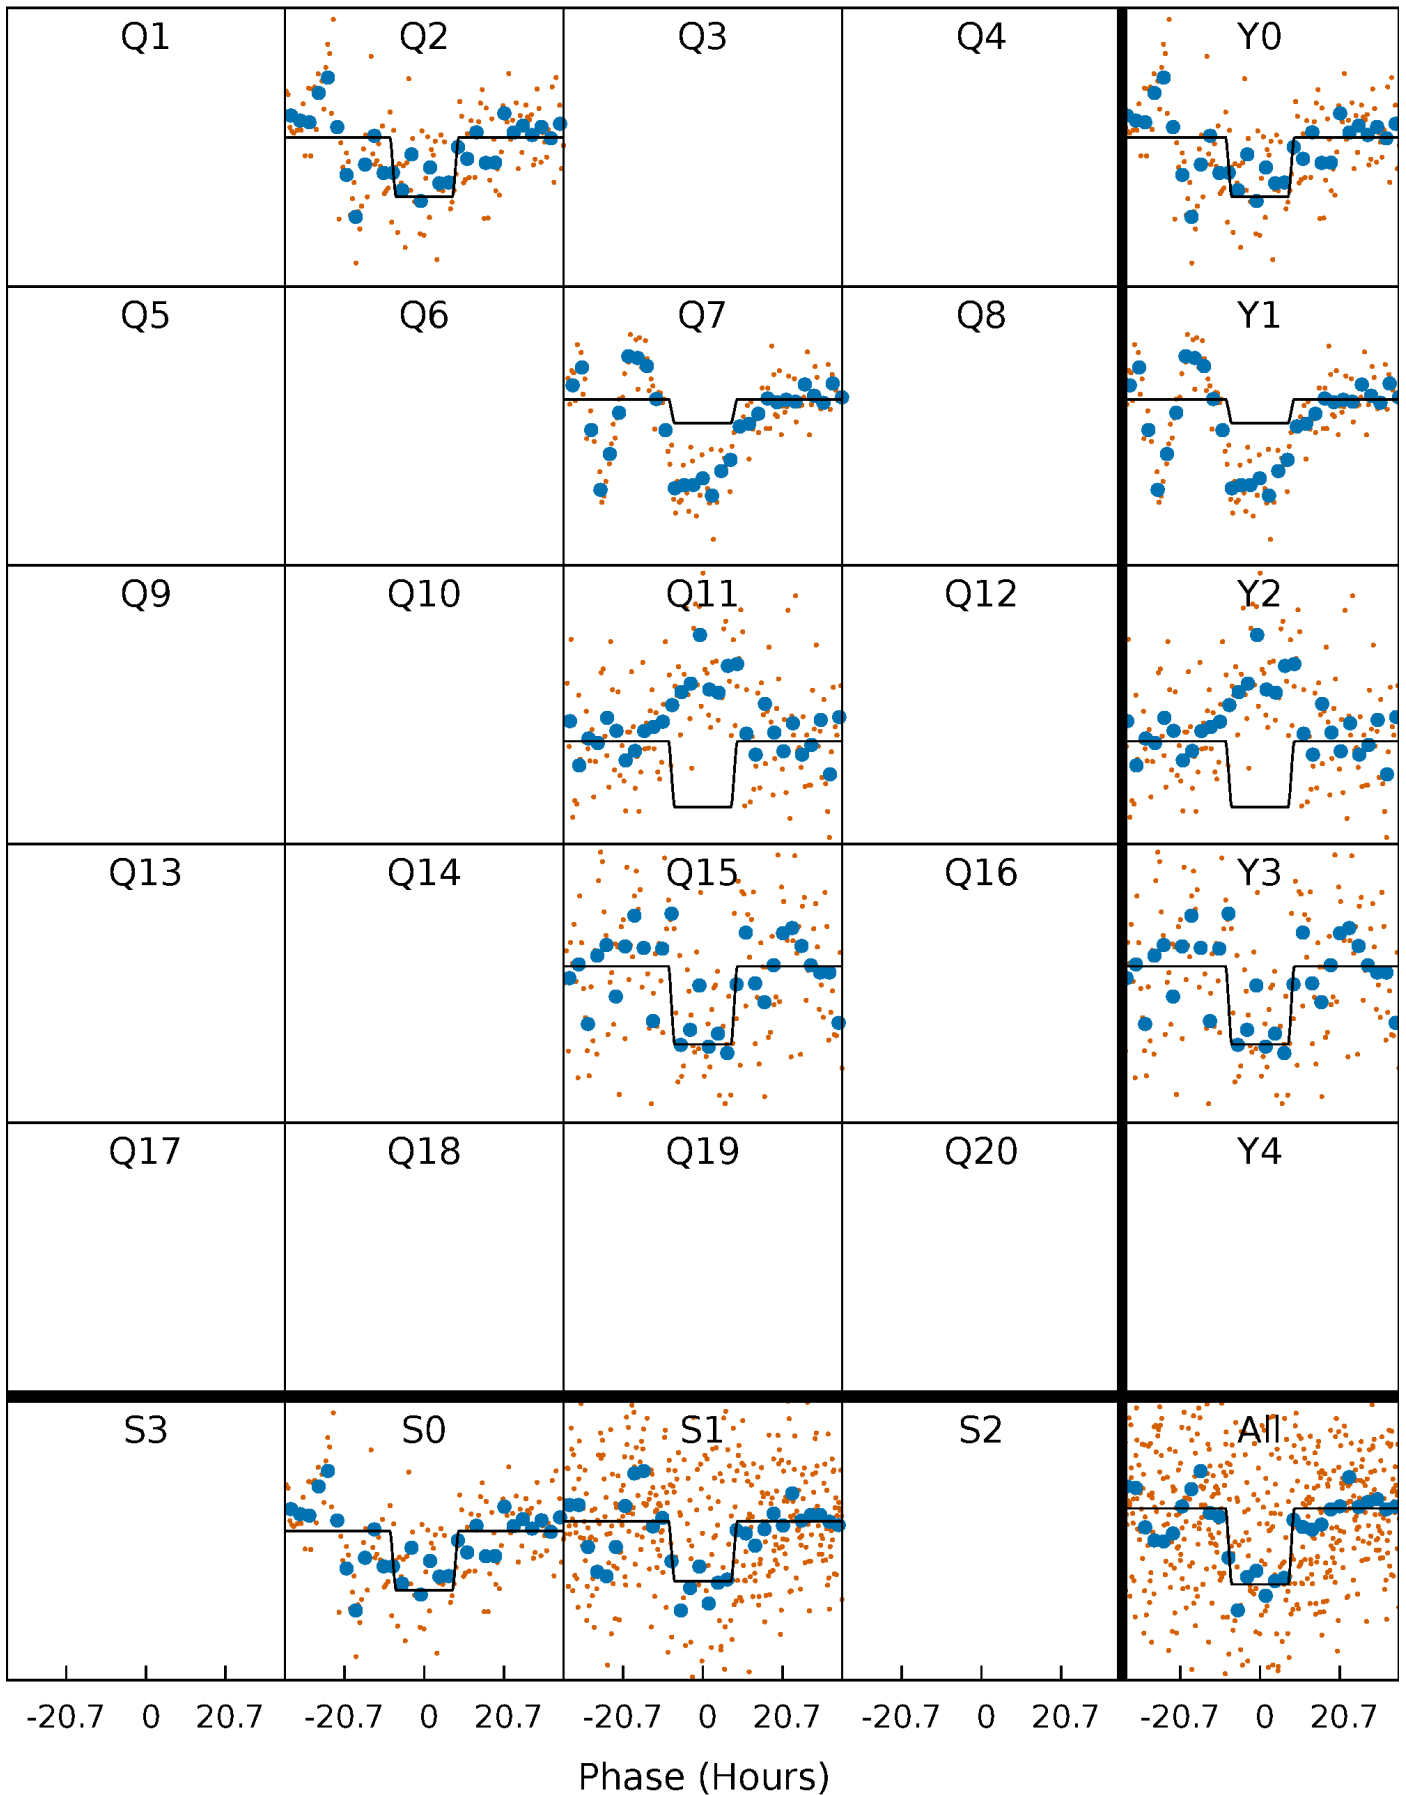 Q1 Q2 Q3 Q4 Y0
Q5 Q6 Q7 Q8 Y1
Q9 Q10 Q11 Q12 Y2
Q13 Q14 Q15 Q16 Y3
Q17 Q18 Q19 Q20 Y4
S3 S0 S1 S2 All
-20.7 0 20.7 -20.7 0 20.7 -20.7 0 20.7 -20.7 0 20.7 -20.7 0 20.7
Phase (Hours)